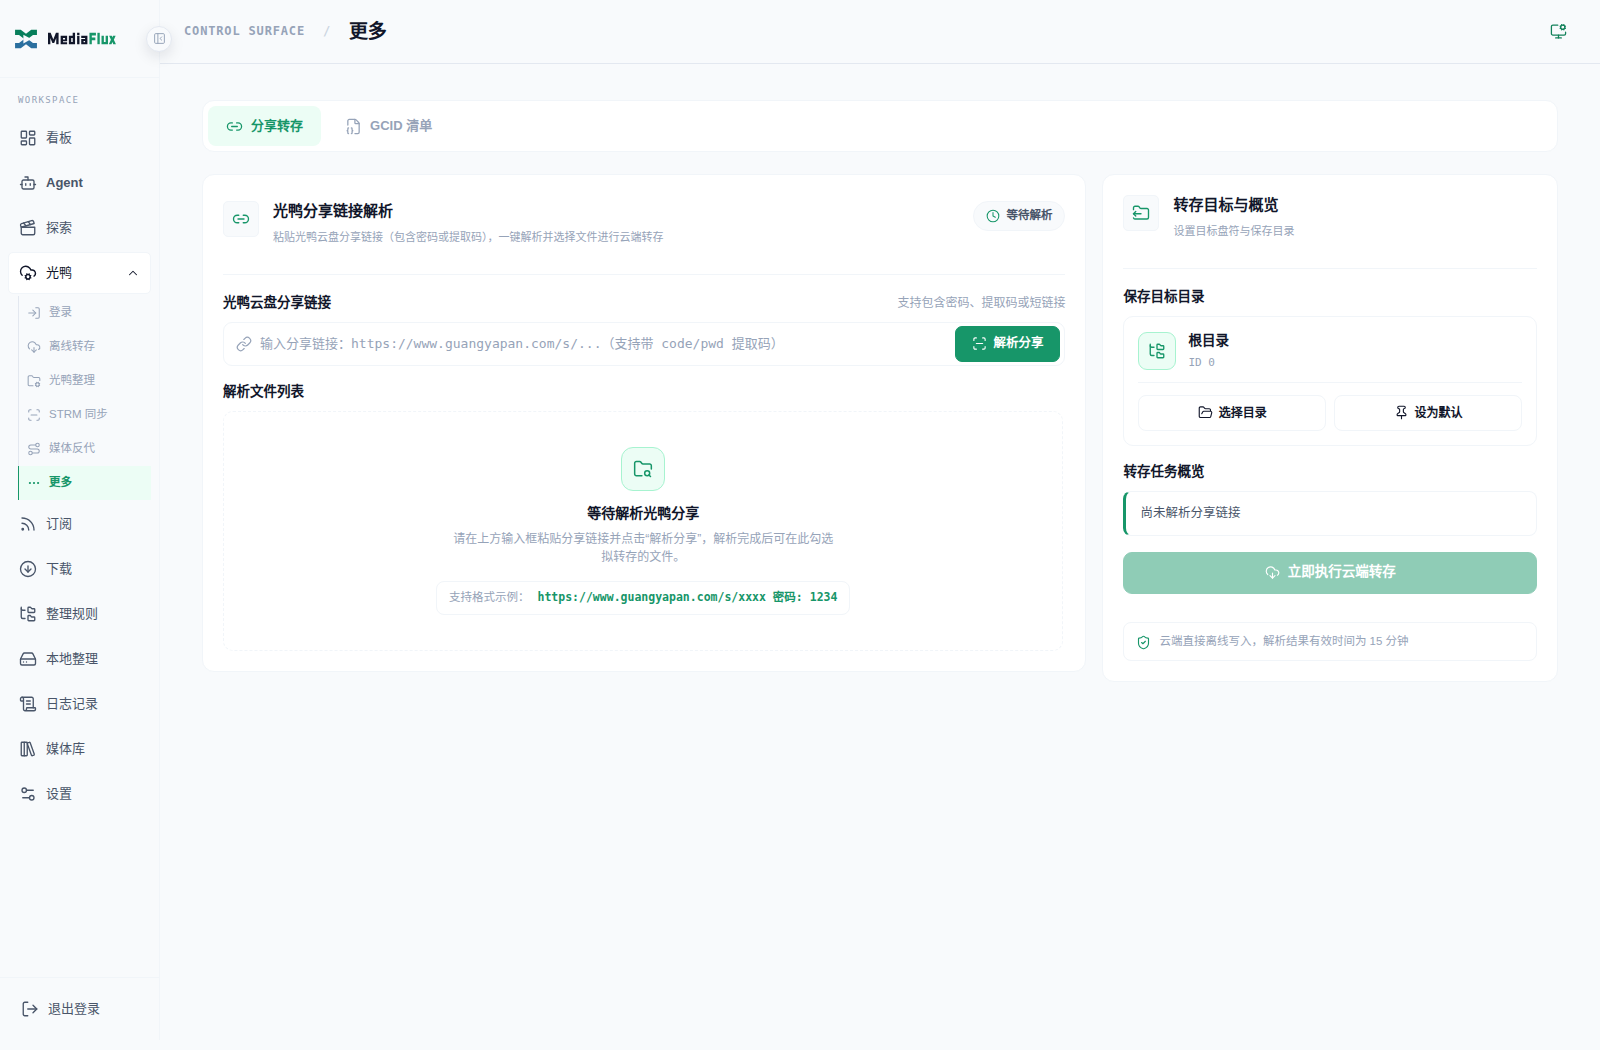 MediaFlux
CONTROL SURFACE / 更多
WORKSPACE
看板
Agent
探索
光鸭
登录
离线转存
光鸭整理
STRM 同步
媒体反代
更多
订阅
下载
整理规则
本地整理
日志记录
媒体库
设置
退出登录
分享转存
GCID 清单
光鸭分享链接解析
粘贴光鸭云盘分享链接（包含密码或提取码），一键解析并选择文件进行云端转存
等待解析
光鸭云盘分享链接
支持包含密码、提取码或短链接
输入分享链接：https://www.guangyapan.com/s/...（支持带 code/pwd 提取码）
解析分享
解析文件列表
等待解析光鸭分享
请在上方输入框粘贴分享链接并点击“解析分享”，解析完成后可在此勾选
拟转存的文件。
支持格式示例： https://www.guangyapan.com/s/xxxx 密码: 1234
转存目标与概览
设置目标盘符与保存目录
保存目标目录
根目录
ID 0
选择目录
设为默认
转存任务概览
尚未解析分享链接
立即执行云端转存
云端直接离线写入，解析结果有效时间为 15 分钟